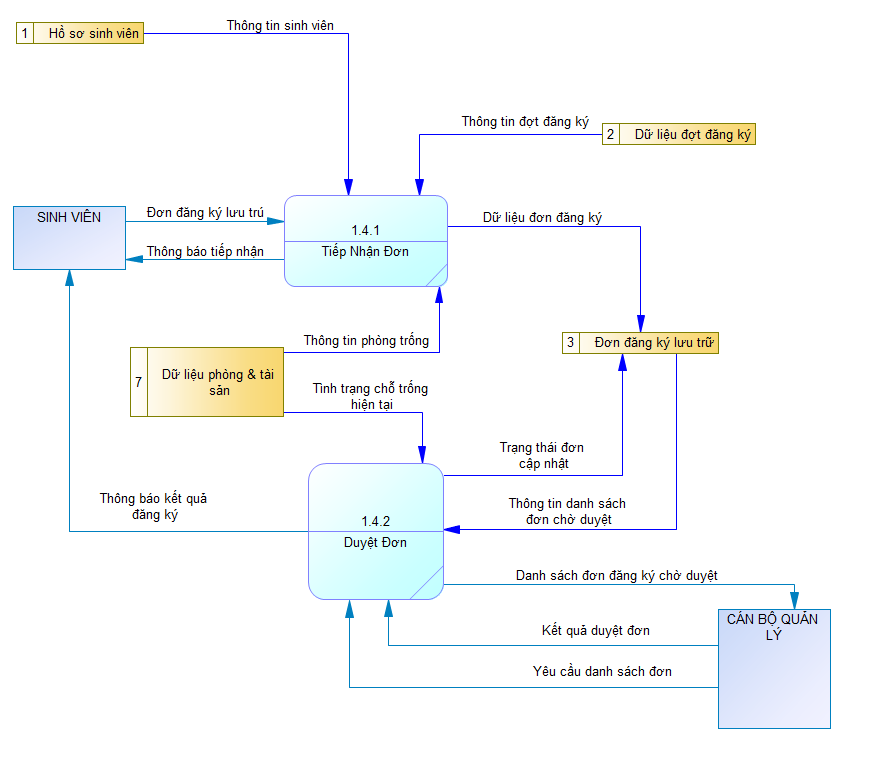 Thông tin sinh viên
1 Hồ sơ sinh viên
Thông tin đợt đăng ký
2 Dữ liệu đợt đăng ký
SINH VIÊN
Đơn đăng ký lưu trú
Thông báo tiếp nhận
1.4.1
Tiếp Nhận Đơn
Dữ liệu đơn đăng ký
Thông tin phòng trống
3 Đơn đăng ký lưu trữ
7
Dữ liệu phòng & tài
sản
Tình trạng chỗ trống
hiện tại
Trạng thái đơn
cập nhật
Thông báo kết quả
đăng ký
Thông tin danh sách
đơn chờ duyệt
1.4.2
Duyệt Đơn
Danh sách đơn đăng ký chờ duyệt
CÁN BỘ QUẢN
LÝ
Kết quả duyệt đơn
Yêu cầu danh sách đơn